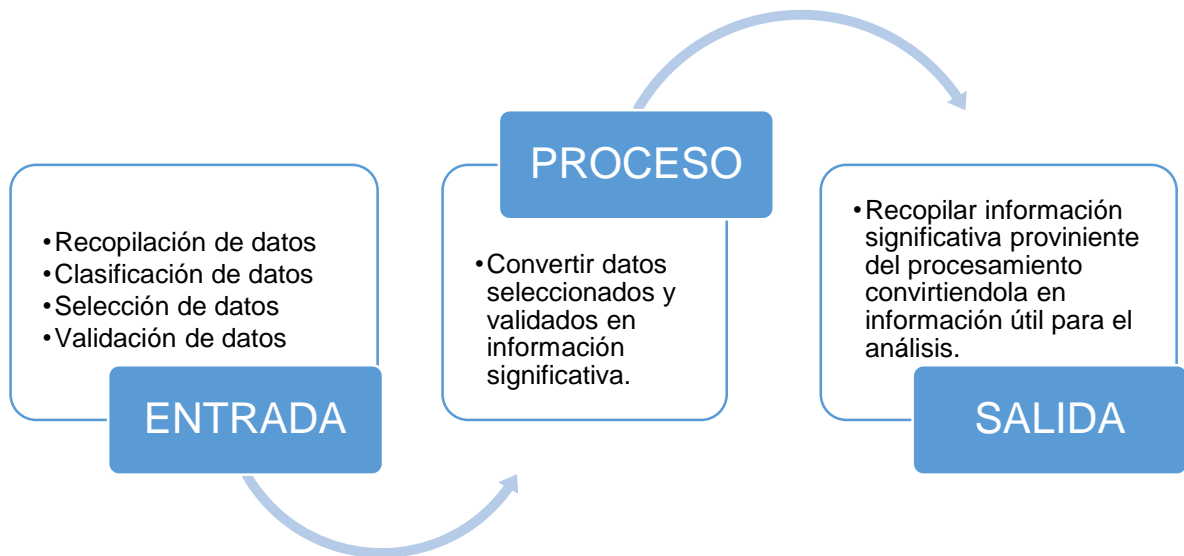 •Recopilación de datos
•Clasificación de datos
•Selección de datos
•Validación de datos
ENTRADA
PROCESO
•Convertir datos
seleccionados y
validados en
información
significativa.
•Recopilar información
significativa proviniente
del procesamiento
convirtiendola en
información útil para el
análisis.
SALIDA